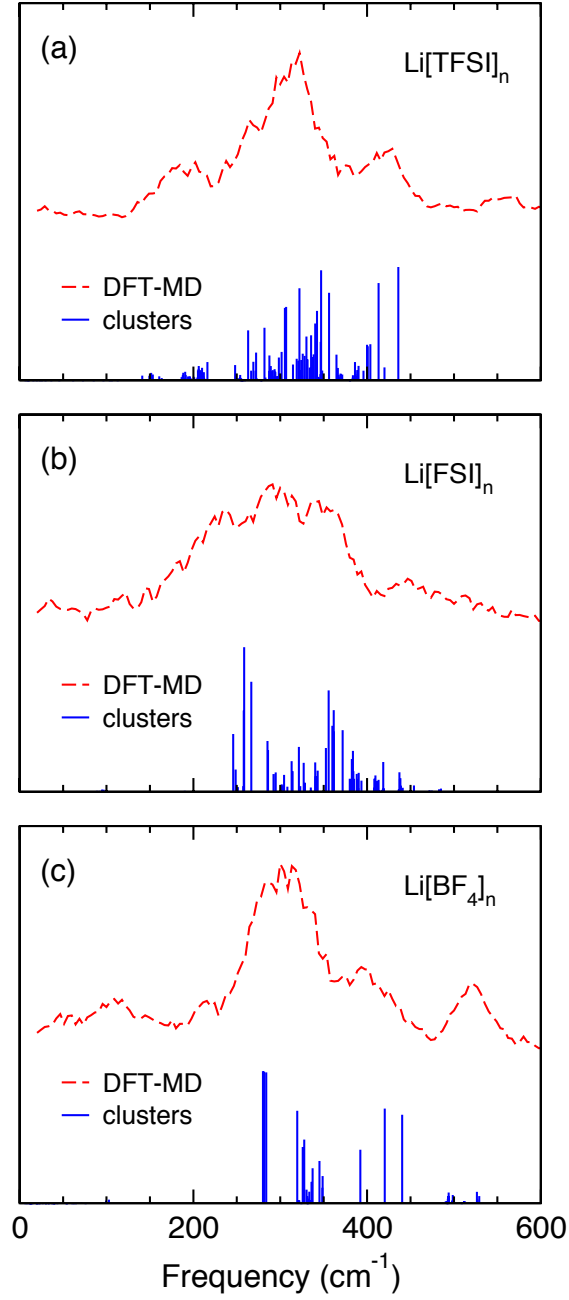 (a)
Li[TFSI]n
DFT-MD
clusters
(b)
Li[FSI]n
DFT-MD
clusters
(c)
Li[BF4]n
DFT-MD
clusters
0 200 400 600
Frequency (cm-1)